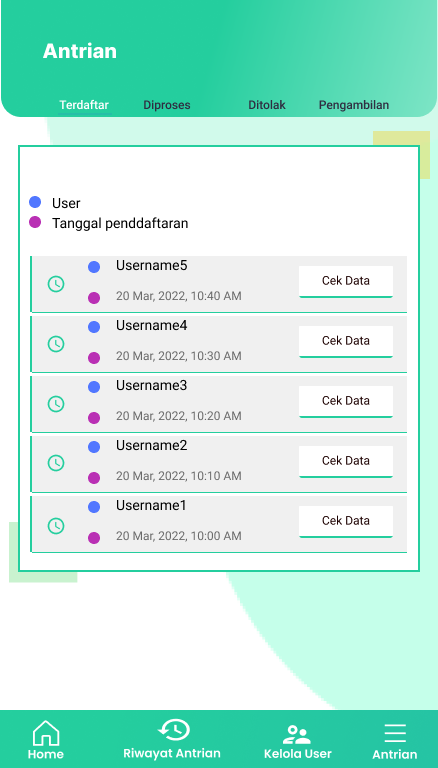 Antrian
Terdaftar Diproses Ditolak Pengambilan
User
Tanggal penddaftaran
Username5
20 Mar, 2022, 10:40 AM
Cek Data
Username4
20 Mar, 2022, 10:30 AM
Cek Data
Username3
20 Mar, 2022, 10:20 AM
Cek Data
Username2
20 Mar, 2022, 10:10 AM
Cek Data
Username1
20 Mar, 2022, 10:00 AM
Cek Data
Home Riwayat Antrian Kelola User Antrian